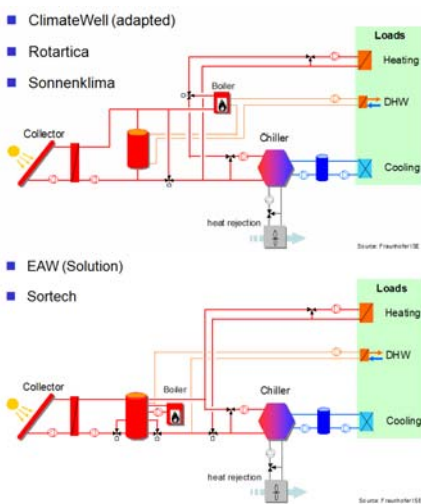 ClimateWell (adapted)
Rotartica
Sonnenklima
Loads
Heating
Boiler
DHW
Collector
Chiller
Cooling
heat rejection
Source: Fraunhofer ISE
EAW (Solution)
Sortech
Loads
Heating
DHW
Collector
Boiler
Chiller
Cooling
heat rejection
Source: Fraunhofer ISE